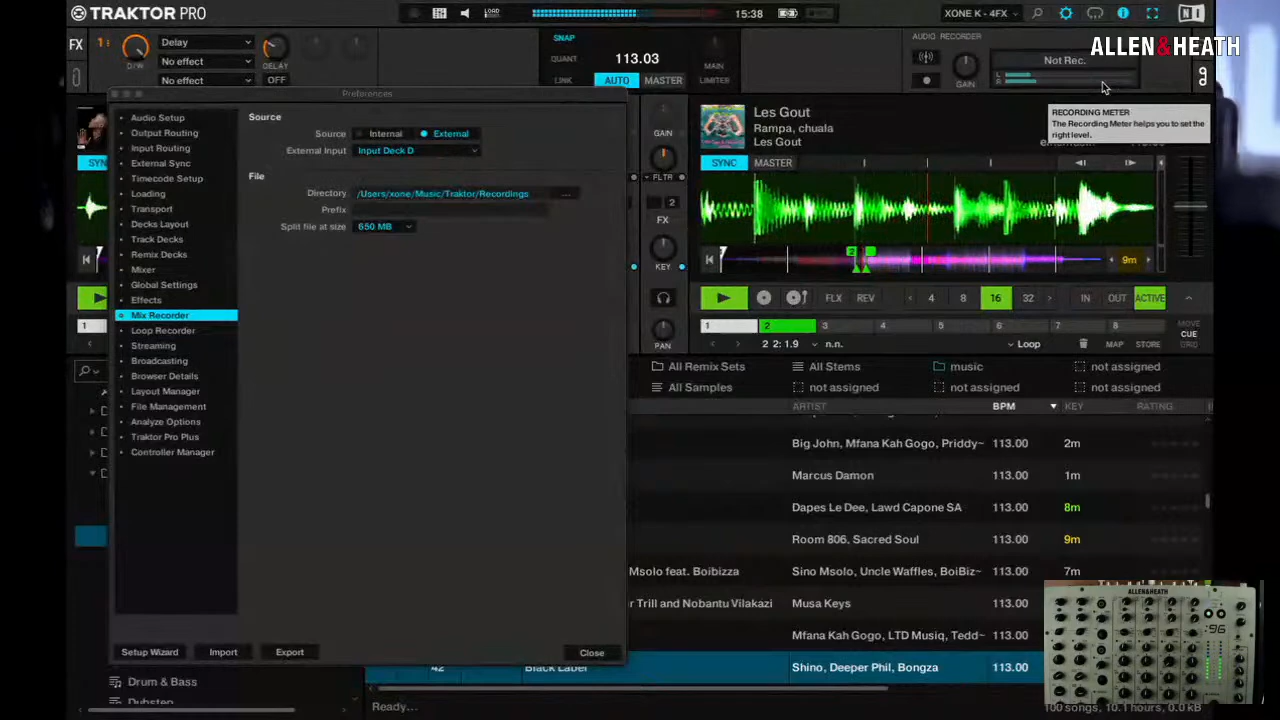 TRAKTOR PRO
LOAD
15:38
XONE K - 4FX
NI
FX
1
Delay
No effect
No effect
D/W
DELAY
OFF
SNAP
QUANT
LINK
113.03
AUTO
MASTER
MAIN
LIMITER
AUDIO RECORDER
GAIN
Not Rec.
L
R
ALLEN&HEATH
RECORDING METER
The Recording Meter helps you to set the
right level.
Preferences
Audio Setup
Output Routing
Input Routing
External Sync
Timecode Setup
Loading
Transport
Decks Layout
Track Decks
Remix Decks
Mixer
Global Settings
Effects
Mix Recorder
Loop Recorder
Streaming
Broadcasting
Browser Details
Layout Manager
File Management
Analyze Options
Traktor Pro Plus
Controller Manager
Source
Source
Internal
External
External Input
Input Deck D
File
Directory
/Users/xone/Music/Traktor/Recordings
...
Prefix
Split file at size
650 MB
Setup Wizard
Import
Export
Close
SYN
1
GAIN
FLTR
2
FX
KEY
PAN
Les Gout
Rampa, chuala
Les Gout
SYNC
MASTER
2
9m
FLX
REV
4
8
16
32
IN
OUT
ACTIVE
1
2
3
4
5
6
7
8
MOVE
CUE
GRID
2 2: 1.9
n.n.
Loop
MAP
STORE
All Remix Sets
All Stems
music
not assigned
All Samples
not assigned
not assigned
not assigned
ARTIST
BPM
KEY
RATING
Big John, Mfana Kah Gogo, Priddy~
113.00
2m
Marcus Damon
113.00
1m
Dapes Le Dee, Lawd Capone SA
113.00
8m
Room 806, Sacred Soul
113.00
9m
Msolo feat. Boibizza
Sino Msolo, Uncle Waffles, BoiBiz~
113.00
7m
r Trill and Nobantu Vilakazi
Musa Keys
113.00
Mfana Kah Gogo, LTD Musiq, Tedd~
113.00
42
Black Label
Shino, Deeper Phil, Bongza
113.00
Drum & Bass
Dubstep
Ready...
100 songs, 10.1 hours, 0.0 kB
ALLEN&HEATH
:96